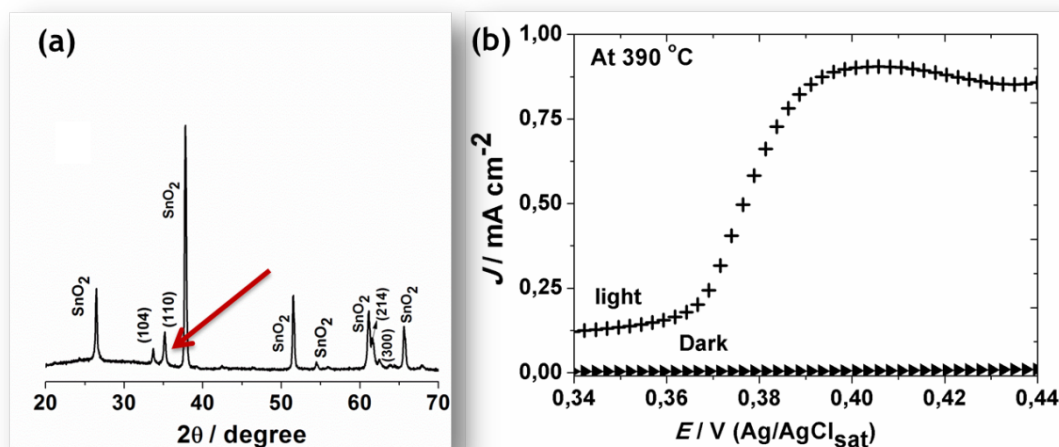 (a)
SnO2
SnO2
(104)
(110)
SnO2
SnO2
SnO2
(214)
(300)
SnO2
20 30 40 50 60 70
2θ / degree
(b)
At 390 °C
1,00
0,75
0,50
0,25
0,00
J / mA cm-2
light
Dark
0,34 0,36 0,38 0,40 0,42 0,44
E / V (Ag/AgClsat)